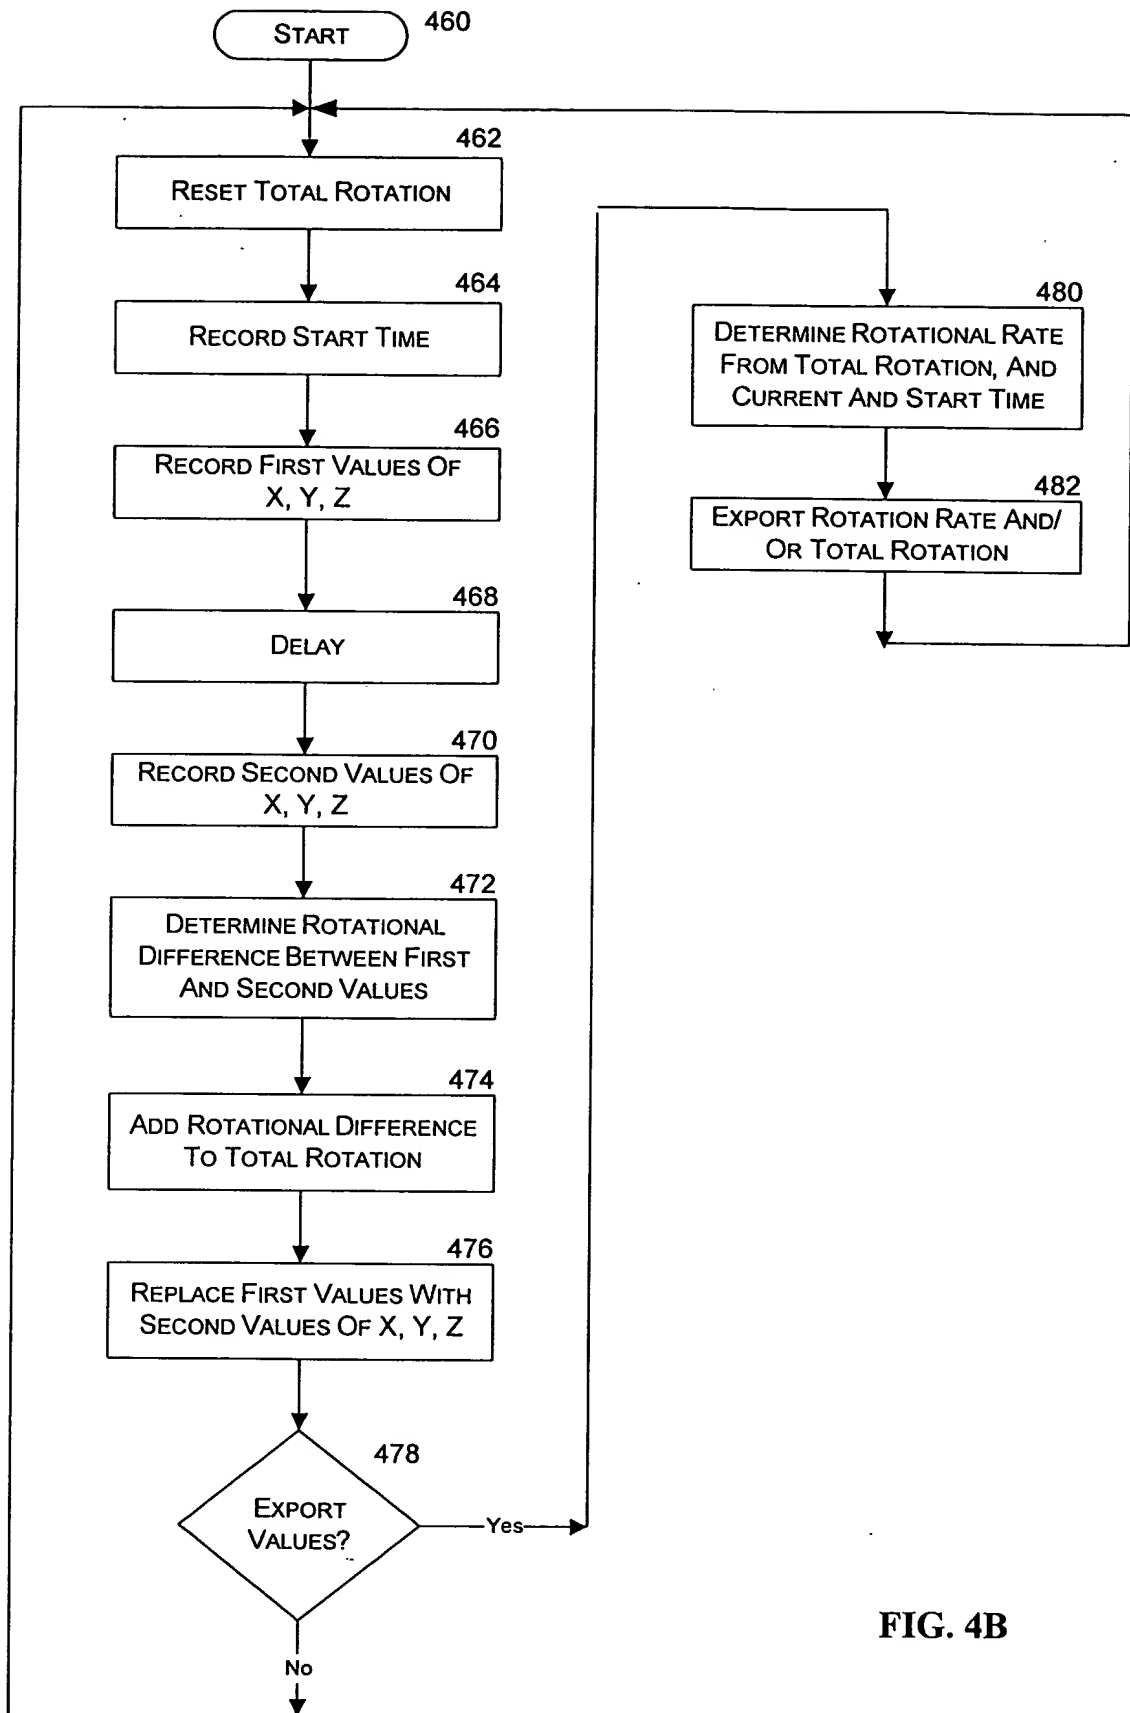 START
460
462
RESET TOTAL ROTATION
464
RECORD START TIME
466
RECORD FIRST VALUES OF
X, Y, Z
468
DELAY
470
RECORD SECOND VALUES OF
X, Y, Z
472
DETERMINE ROTATIONAL
DIFFERENCE BETWEEN FIRST
AND SECOND VALUES
474
ADD ROTATIONAL DIFFERENCE
TO TOTAL ROTATION
476
REPLACE FIRST VALUES WITH
SECOND VALUES OF X, Y, Z
478
EXPORT
VALUES?
Yes
No
480
DETERMINE ROTATIONAL RATE
FROM TOTAL ROTATION, AND
CURRENT AND START TIME
482
EXPORT ROTATION RATE AND/
OR TOTAL ROTATION
FIG. 4B